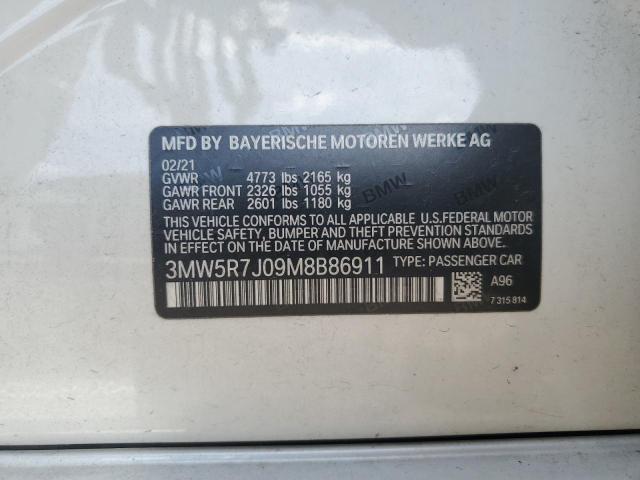 MFD BY BAYERISCHE MOTOREN WERKE AG
02/21
GVWR 4773 lbs 2165 kg
GAWR FRONT 2326 lbs 1055 kg
GAWR REAR 2601 lbs 1180 kg
THIS VEHICLE CONFORMS TO ALL APPLICABLE U.S.FEDERAL MOTOR
VEHICLE SAFETY, BUMPER AND THEFT PREVENTION STANDARDS
IN EFFECT ON THE DATE OF MANUFACTURE SHOWN ABOVE.
3MW5R7J09M8B86911 TYPE: PASSENGER CAR
A96
7 315 814